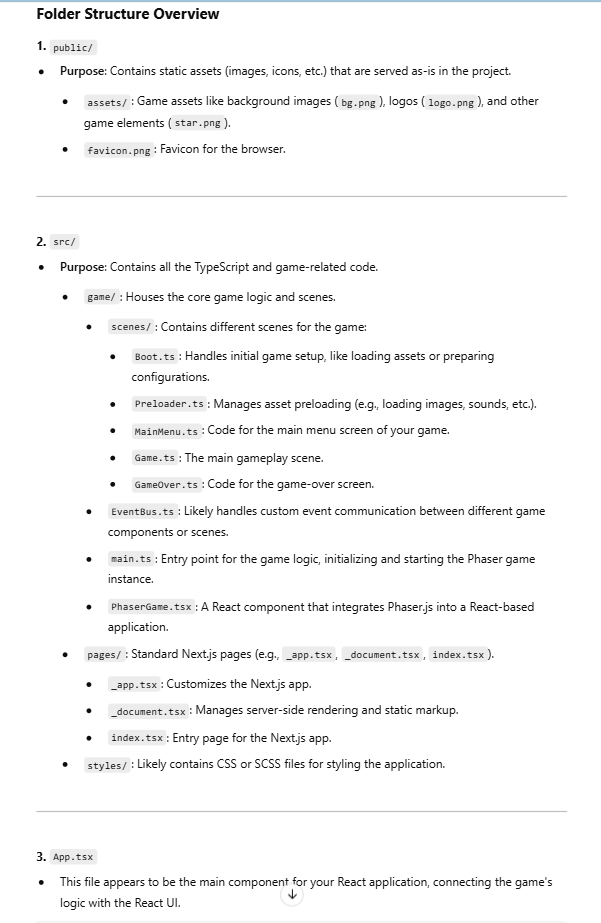 Folder Structure Overview
1. public/
Purpose: Contains static assets (images, icons, etc.) that are served as-is in the project.
assets/ : Game assets like background images ( bg.png ), logos ( logo.png ), and other
game elements ( star.png ).
favicon.png : Favicon for the browser.
2. src/
Purpose: Contains all the TypeScript and game-related code.
game/ : Houses the core game logic and scenes.
scenes/ : Contains different scenes for the game:
Boot.ts : Handles initial game setup, like loading assets or preparing
configurations.
Preloader.ts : Manages asset preloading (e.g., loading images, sounds, etc.).
MainMenu.ts : Code for the main menu screen of your game.
Game.ts : The main gameplay scene.
GameOver.ts : Code for the game-over screen.
EventBus.ts : Likely handles custom event communication between different game
components or scenes.
main.ts : Entry point for the game logic, initializing and starting the Phaser game
instance.
PhaserGame.tsx : A React component that integrates Phaser.js into a React-based
application.
pages/ : Standard Next.js pages (e.g., _app.tsx , _document.tsx , index.tsx ).
_app.tsx : Customizes the Next.js app.
_document.tsx : Manages server-side rendering and static markup.
index.tsx : Entry page for the Next.js app.
styles/ : Likely contains CSS or SCSS files for styling the application.
3. App.tsx
This file appears to be the main component for your React application, connecting the game's
logic with the React UI.